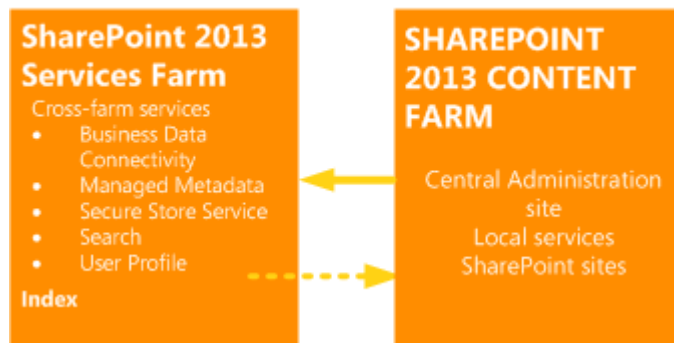 SharePoint 2013
Services Farm
Cross-farm services
• Business Data
Connectivity
• Managed Metadata
• Secure Store Service
• Search
• User Profile
Index
SHAREPOINT
2013 CONTENT
FARM
Central Administration
site
Local services
SharePoint sites